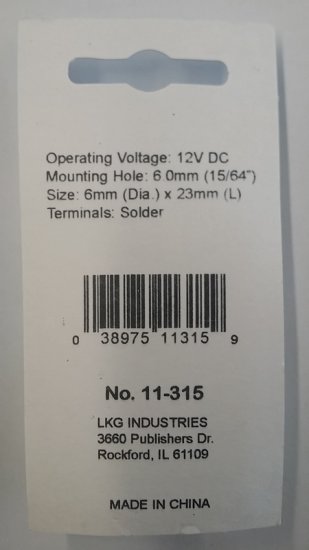 Operating Voltage: 12V DC
Mounting Hole: 6.0mm (15/64")
Size: 6mm (Dia.) x 23mm (L)
Terminals: Solder
0 38975 11315 9
No. 11-315
LKG INDUSTRIES
3660 Publishers Dr.
Rockford, IL 61109
MADE IN CHINA